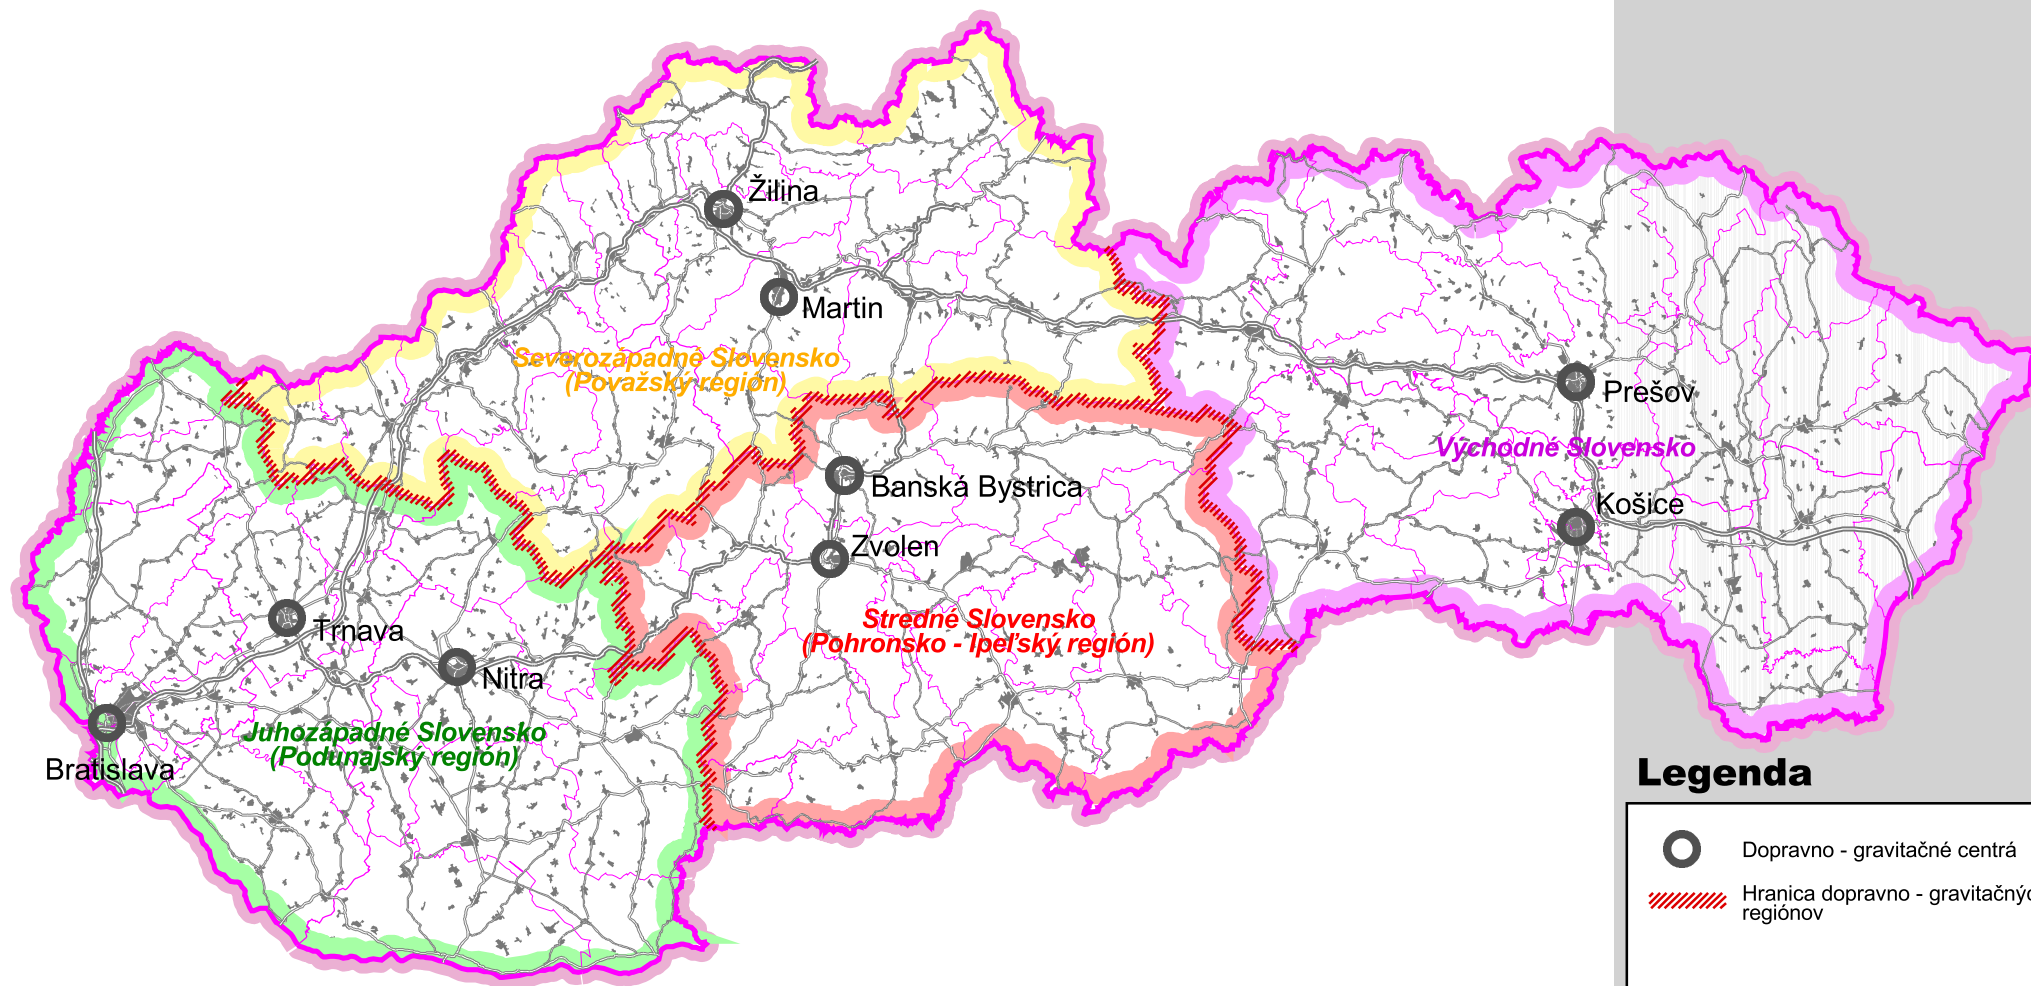 Žilina
Martin
Severozápadné Slovensko
(Považský región)
Prešov
Východné Slovensko
Banská Bystrica
Košice
Zvolen
Stredné Slovensko
(Pohronsko - Ipeľský región)
Trnava
Nitra
Juhozápadné Slovensko
(Podunajský región)
Bratislava
Legenda
Dopravno - gravitačné centrá
Hranica dopravno - gravitačnýc
regiónov